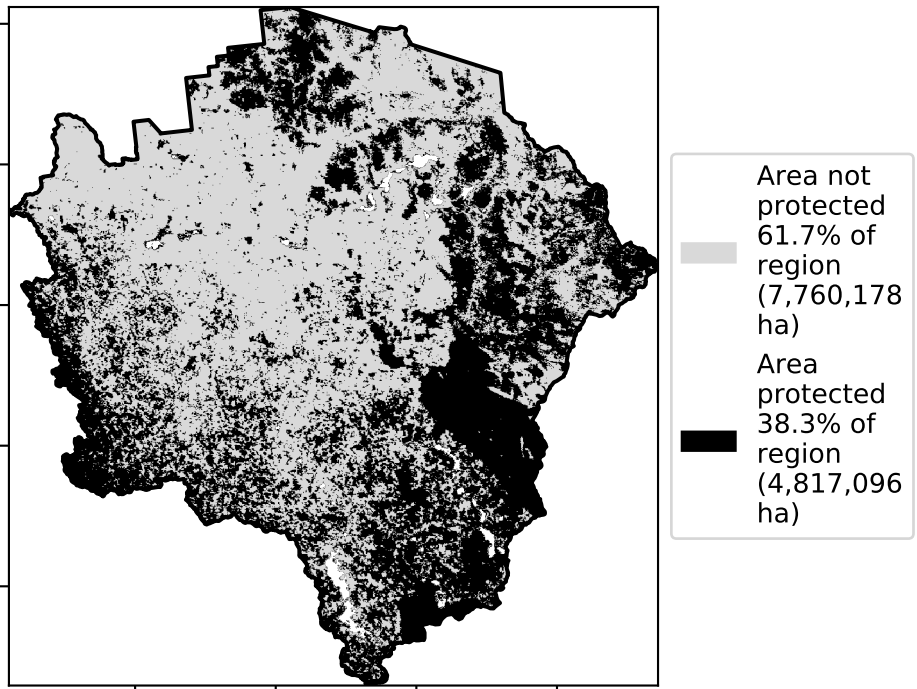 Area not
protected
61.7% of
region
(7,760,178
ha)
Area
protected
38.3% of
region
(4,817,096
ha)